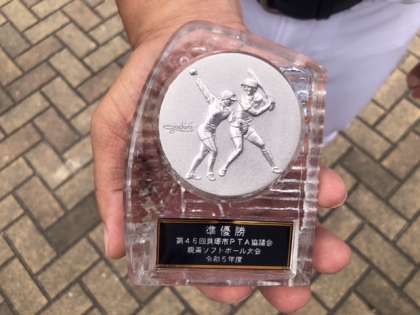 準優勝
第46回貝塚市PTA協議会
親善ソフトボール大会
令和5年度